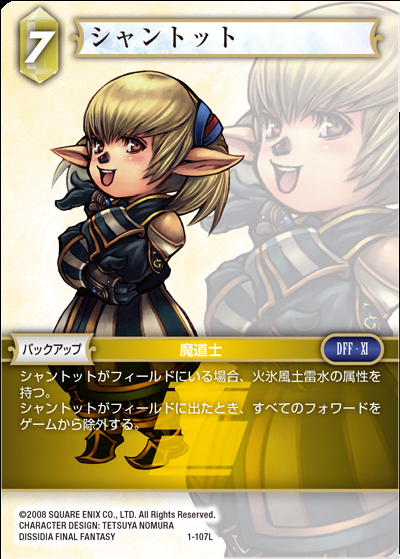 7
シャントット
バックアップ
魔道士
DFF・XI
シャントットがフィールドにいる場合、火氷風土雷水の属性を
持つ。
シャントットがフィールドに出たとき、すべてのフォワードを
ゲームから除外する。
©2008 SQUARE ENIX CO., LTD. All Rights Reserved.
CHARACTER DESIGN: TETSUYA NOMURA
DISSIDIA FINAL FANTASY 1-107L